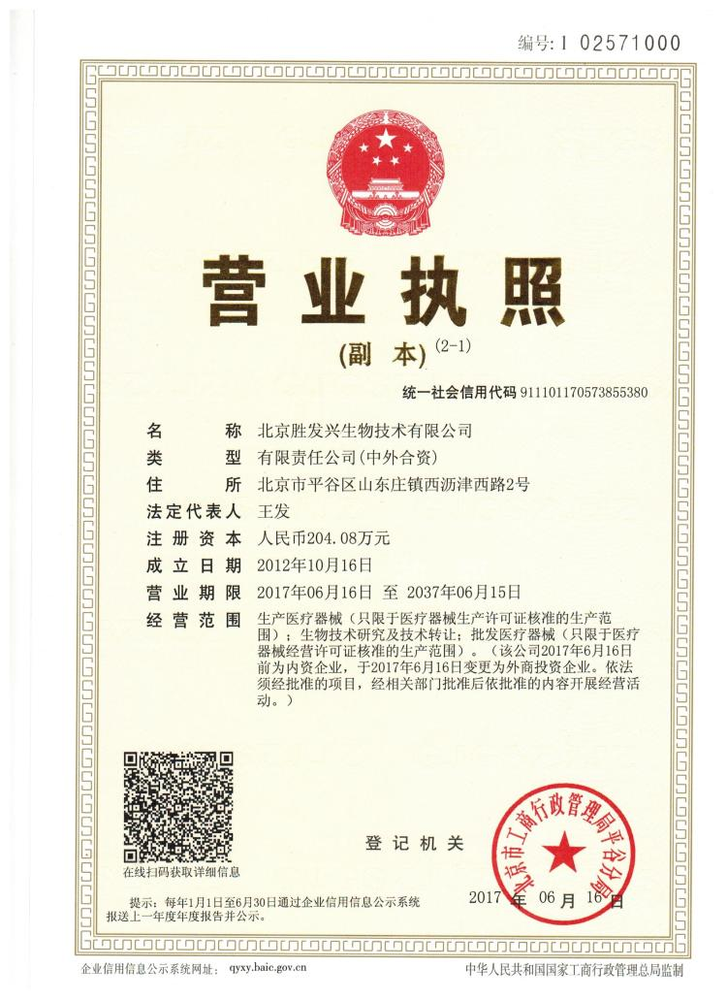 编号: 1 02571000
营业执照
(副 本) (2-1)
统一社会信用代码 911101170573855380
名 称 北京胜发兴生物技术有限公司
类 型 有限责任公司(中外合资)
住 所 北京市平谷区山东庄镇西沥津西路2号
法定代表人 王发
注 册 资 本 人民币204.08万元
成 立 日 期 2012年10月16日
营 业 期 限 2017年06月16日 至 2037年06月15日
经 营 范 围 生产医疗器械（只限于医疗器械生产许可证核准的生产范
围）；生物技术研究及技术转让；批发医疗器械（只限于医疗
器械经营许可证核准的生产范围）。（该公司2017年6月16日
前为内资企业，于2017年6月16日变更为外商投资企业。依法
须经批准的项目，经相关部门批准后依批准的内容开展经营活
动。）
在线扫码获取详细信息
登 记 机 关
北京市工商行政管理局平谷分局
2017 年 06 月 16 日
提示：每年1月1日至6月30日通过企业信用信息公示系统
报送上一年度年度报告并公示。
企业信用信息公示系统网址： qyxy.baic.gov.cn
中华人民共和国国家工商行政管理总局监制